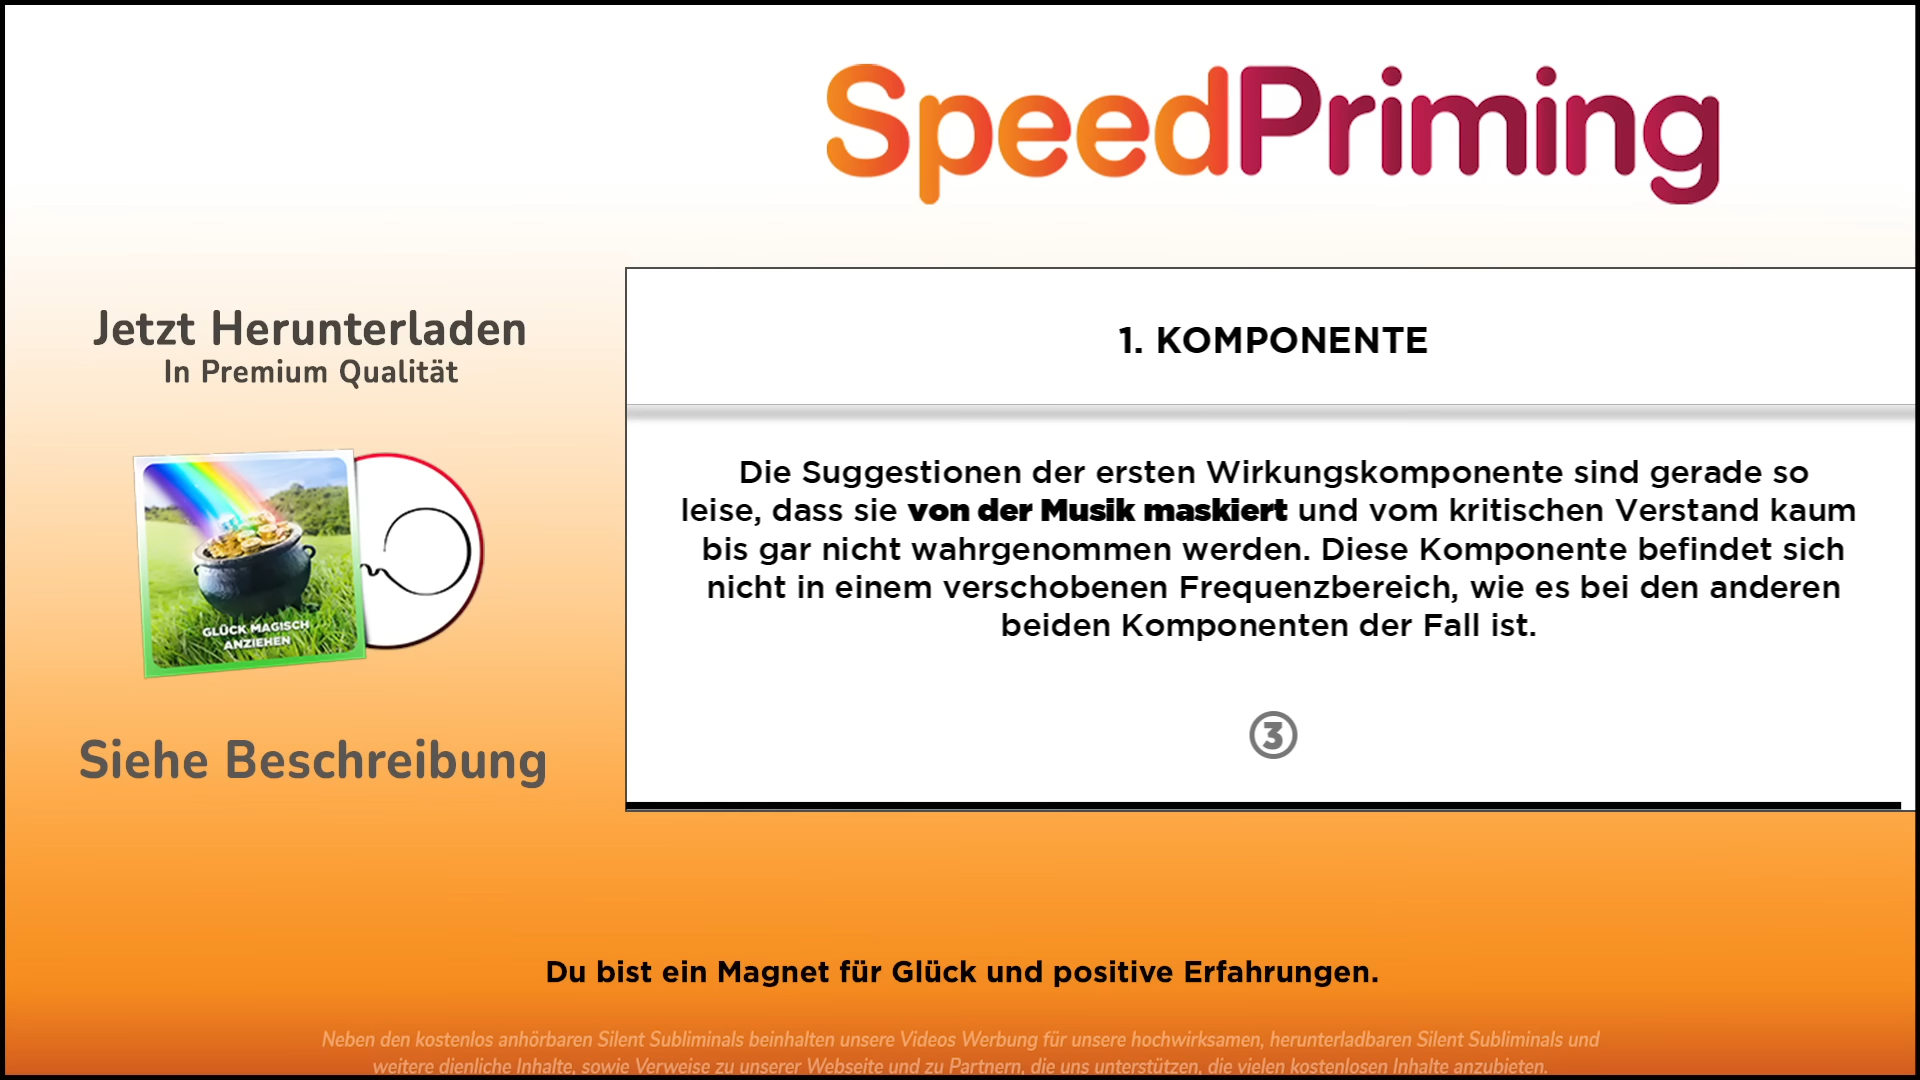 SpeedPriming
Jetzt Herunterladen
In Premium Qualität
GLÜCK MAGISCH
ANZIEHEN
Siehe Beschreibung
1. KOMPONENTE
Die Suggestionen der ersten Wirkungskomponente sind gerade so
leise, dass sie von der Musik maskiert und vom kritischen Verstand kaum
bis gar nicht wahrgenommen werden. Diese Komponente befindet sich
nicht in einem verschobenen Frequenzbereich, wie es bei den anderen
beiden Komponenten der Fall ist.
3
Du bist ein Magnet für Glück und positive Erfahrungen.
Neben den kostenlos anhörbaren Silent Subliminals beinhalten unsere Videos Werbung für unsere hochwirksamen, herunterladbaren Silent Subliminals und
weitere dienliche Inhalte, sowie Verweise zu unserer Webseite und zu Partnern, die uns unterstützen, die vielen kostenlosen Inhalte anzubieten.